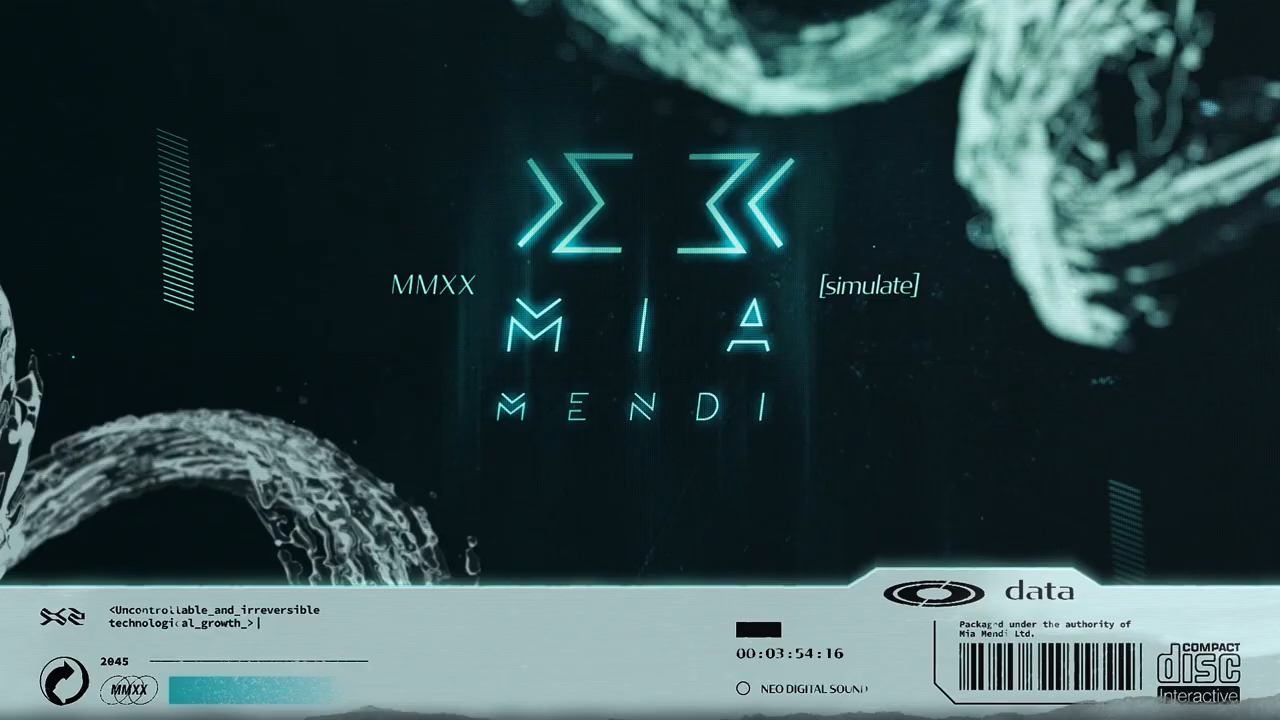 MMXX
[simulate]
MIA
MENDI
data
<Uncontrollable_and_irreversible
technological_growth_>|
Packaged under the authority of
Mia Mendi Ltd.
00:03:54:16
2045
MMXX
NEO DIGITAL SOUND
COMPACT
disc
Interactive